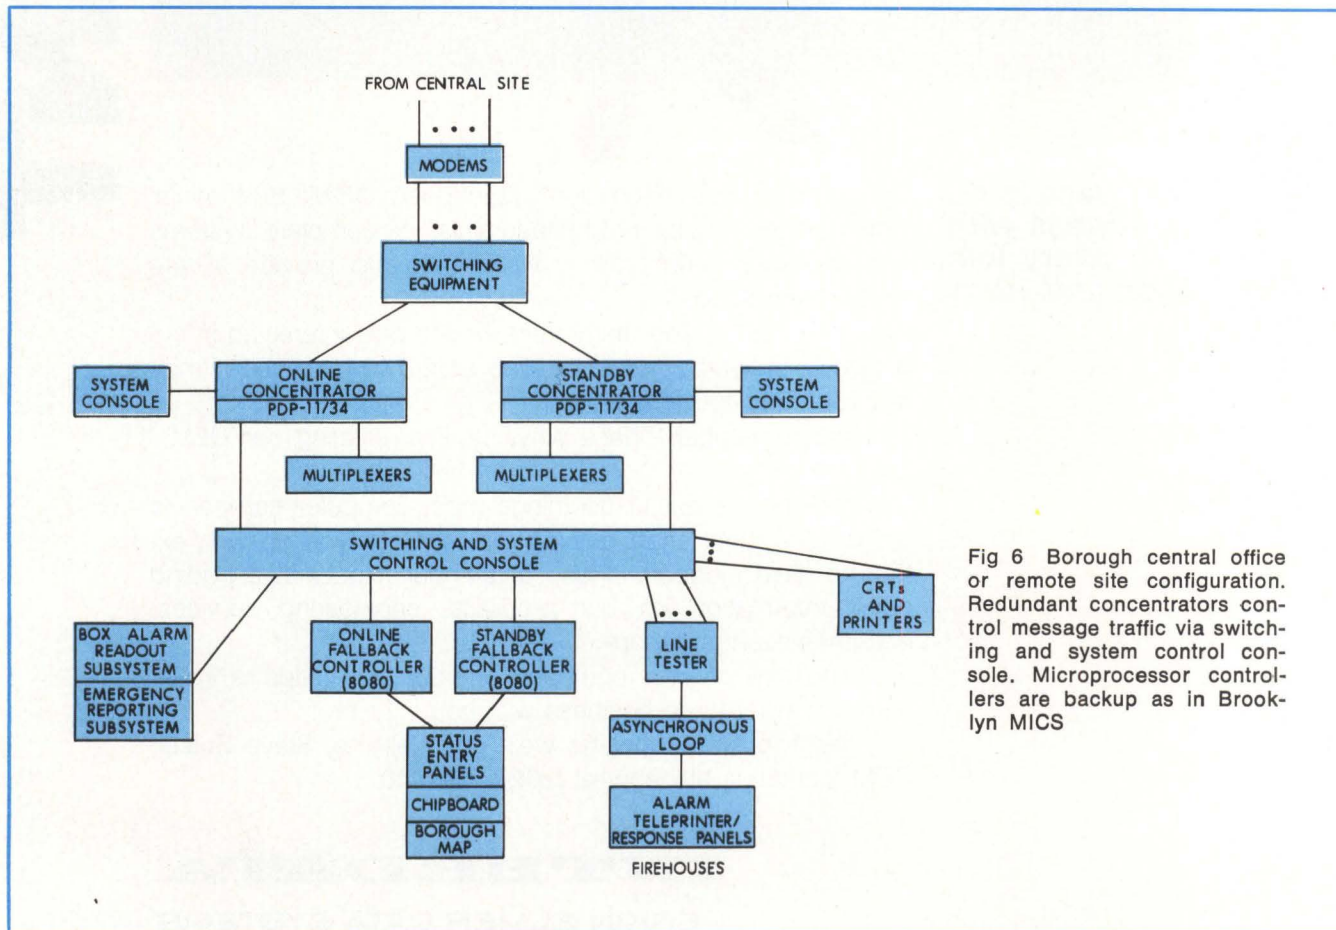 FROM CENTRAL SITE
MODEMS
SWITCHING
EQUIPMENT
SYSTEM
CONSOLE
ONLINE
CONCENTRATOR
PDP-11/34
STANDBY
CONCENTRATOR
PDP-11/34
SYSTEM
CONSOLE
MULTIPLEXERS
MULTIPLEXERS
SWITCHING AND SYSTEM
CONTROL CONSOLE
CRTs
AND
PRINTERS
BOX ALARM
READOUT
SUBSYSTEM
EMERGENCY
REPORTING
SUBSYSTEM
ONLINE
FALLBACK
CONTROLLER
(8080)
STANDBY
FALLBACK
CONTROLLER
(8080)
LINE
TESTER
STATUS
ENTRY
PANELS
CHIPBOARD
BOROUGH
MAP
ASYNCHRONOUS
LOOP
ALARM
TELEPRINTER/
RESPONSE PANELS
FIREHOUSES
Fig 6 Borough central office
or remote site configuration.
Redundant concentrators con-
trol message traffic via switch-
ing and system control con-
sole. Microprocessor control-
lers are backup as in Brook-
lyn MICS